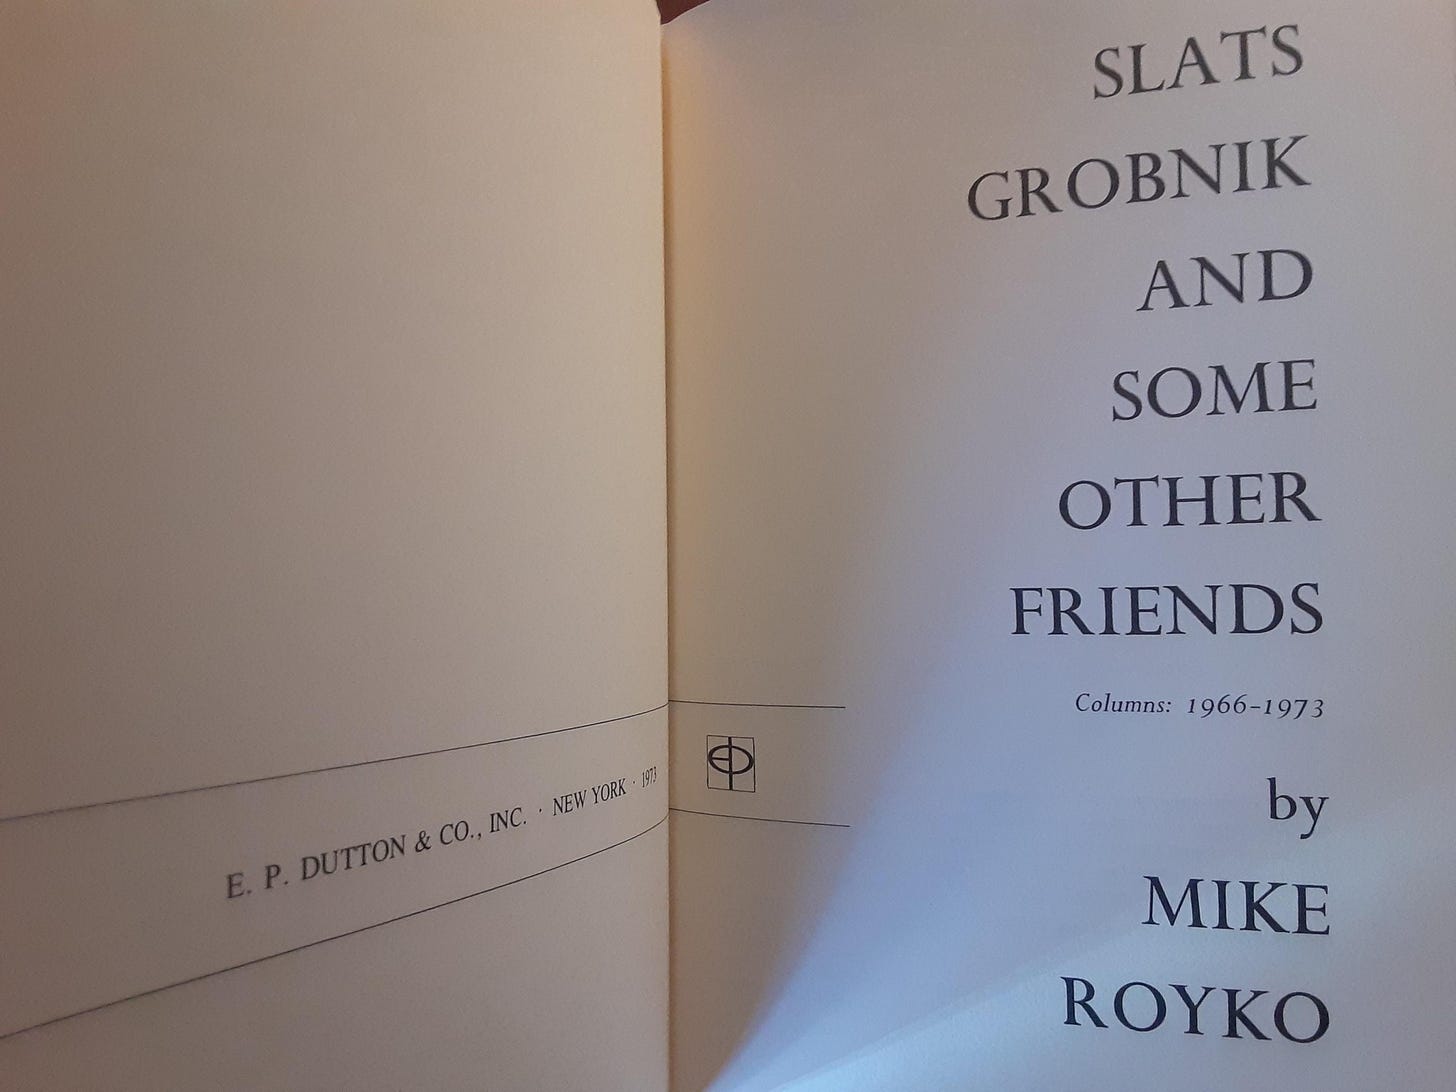 E. P. DUTTON & CO., INC. · NEW YORK · 1973
SLATS
GROBNIK
AND
SOME
OTHER
FRIENDS
Columns: 1966–1973
by
MIKE
ROYKO